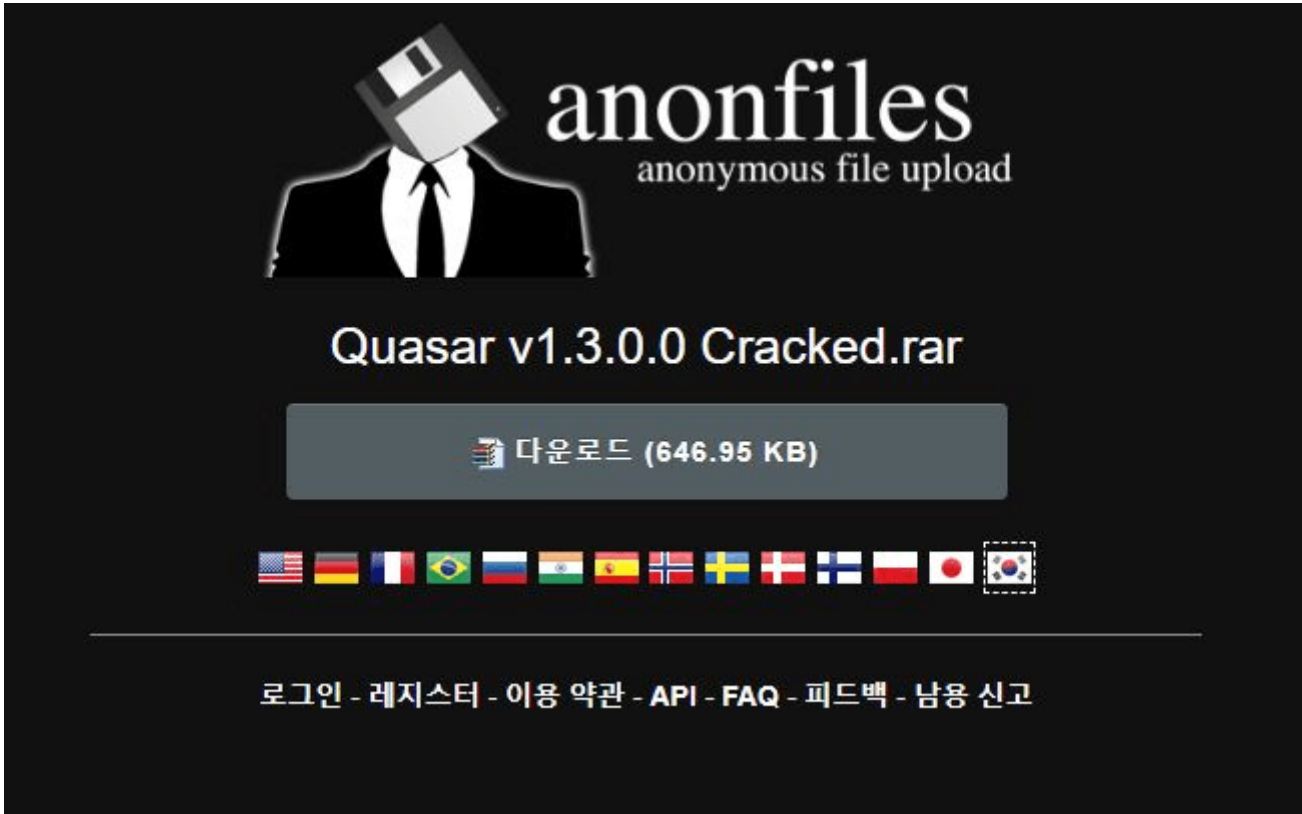 anonfiles
anonymous file upload
Quasar v1.3.0.0 Cracked.rar
다운로드 (646.95 KB)
로그인 - 레지스터 - 이용 약관 - API - FAQ - 피드백 - 남용 신고